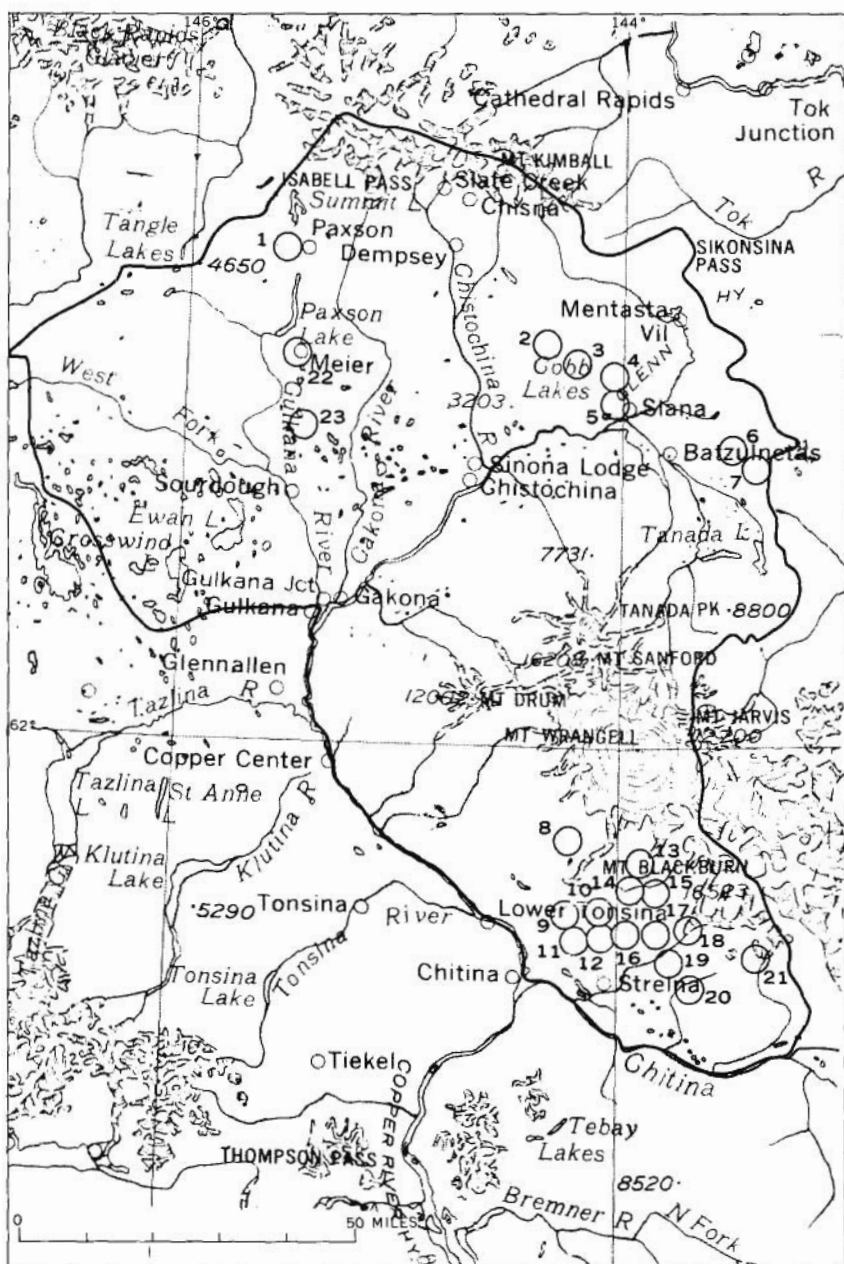 146°
144°
Black Rapids
Glacier
Cathedral Rapids
Tok
Junction
MT KIMBALL
ISABELL PASS
Slate Creek
Summit L
Chisna
Tok
R
Tangle
Lakes
1
Paxson
Dempsey
SIKONSINA
PASS
4650
HY
Chistochina
R
Mentasta
Vil
Paxson
Lake
2
3
4
GLENN
Meier
Cobb
Lakes
22
West
Fork
Gulkana
River
3203
5
Slana
23
6
Batzulnetas
7
Sinona Lodge
Sourdough
Chistochina
Gakona
River
Ewan L
Crosswind
L
Tanada L
7731
Gulkana Jct
Gakona
Gulkana
TANADA PK
8800
Glennallen
16208
MT SANFORD
Tazlina
R
MT DRUM
MT JARVIS
62°
MT WRANGELL
Copper Center
Tazlina
L
St Anne
L
Klutina
R
Klutina
Lake
8
13
MT BLACKBURN
10
14
15
5290
Tonsina
River
Lower Tonsina
17
9
18
11
12
16
19
21
Tonsina
Lake
Tonsina
Chitina
Strelna
20
Tiekel
Chitina
COPPER RIVER
HY
Tebay
Lakes
THOMPSON PASS
8520
Bremner R
N Fork
0
50 MILES